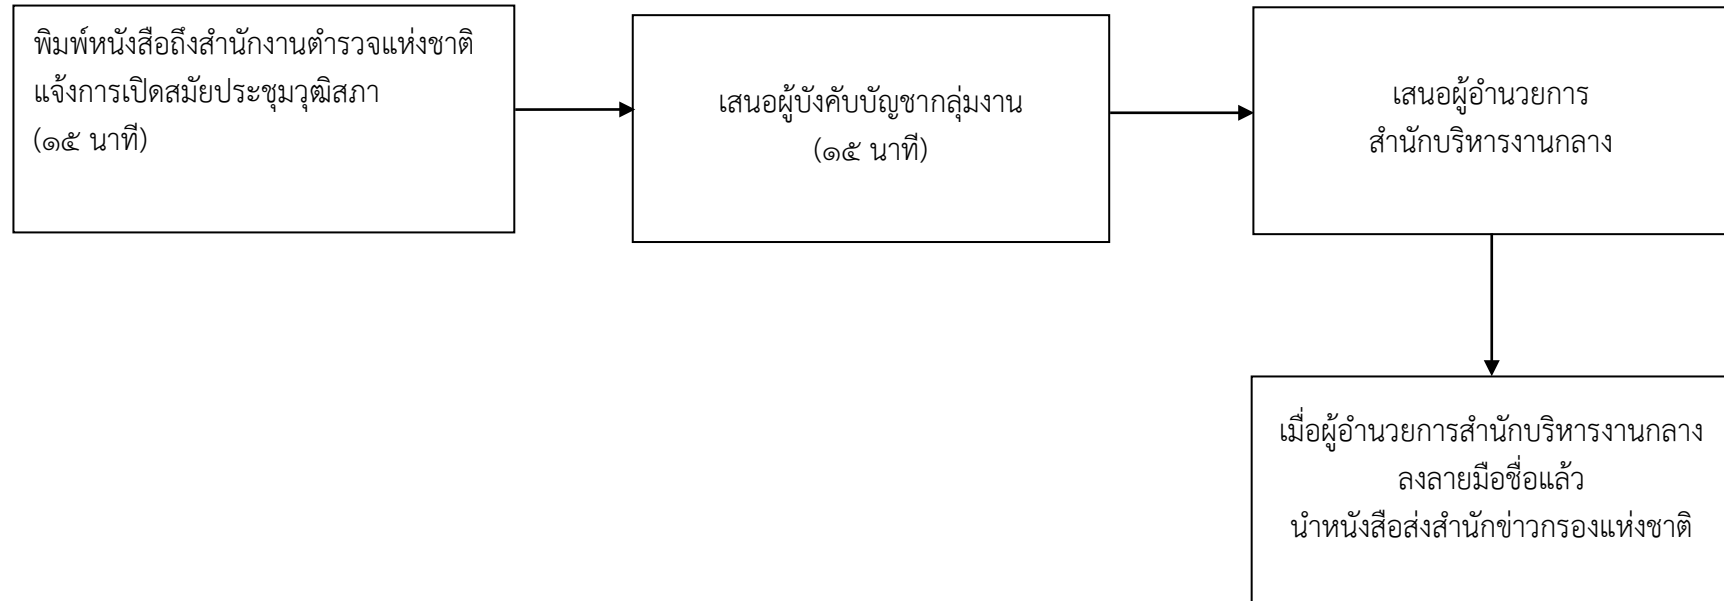 พิมพ์หนังสือถึงสำนักงานตำรวจแห่งชาติ
แจ้งการเปิดสมัยประชุมวุฒิสภา
(๑๕ นาที)
เสนอผู้บังคับบัญชากลุ่มงาน
(๑๕ นาที)
เสนอผู้อำนวยการ
สำนักบริหารงานกลาง
เมื่อผู้อำนวยการสำนักบริหารงานกลาง
ลงลายมือชื่อแล้ว
นำหนังสือส่งสำนักข่าวกรองแห่งชาติ